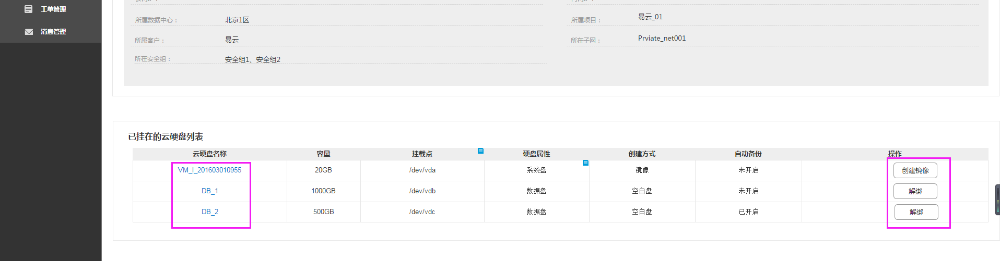 工单管理
消息管理
所属数据中心：
北京1区
所属项目：
易云_01
所属客户：
易云
所在子网：
Prviate_net001
所在安全组：
安全组1、安全组2
已挂在的云硬盘列表
云硬盘名称 容量 挂载点 硬盘属性 创建方式 自动备份 操作
VM_I_201603010955 20GB /dev/vda 系统盘 镜像 未开启 创建镜像
DB_1 1000GB /dev/vdb 数据盘 空白盘 未开启 解绑
DB_2 500GB /dev/vdc 数据盘 空白盘 已开启 解绑